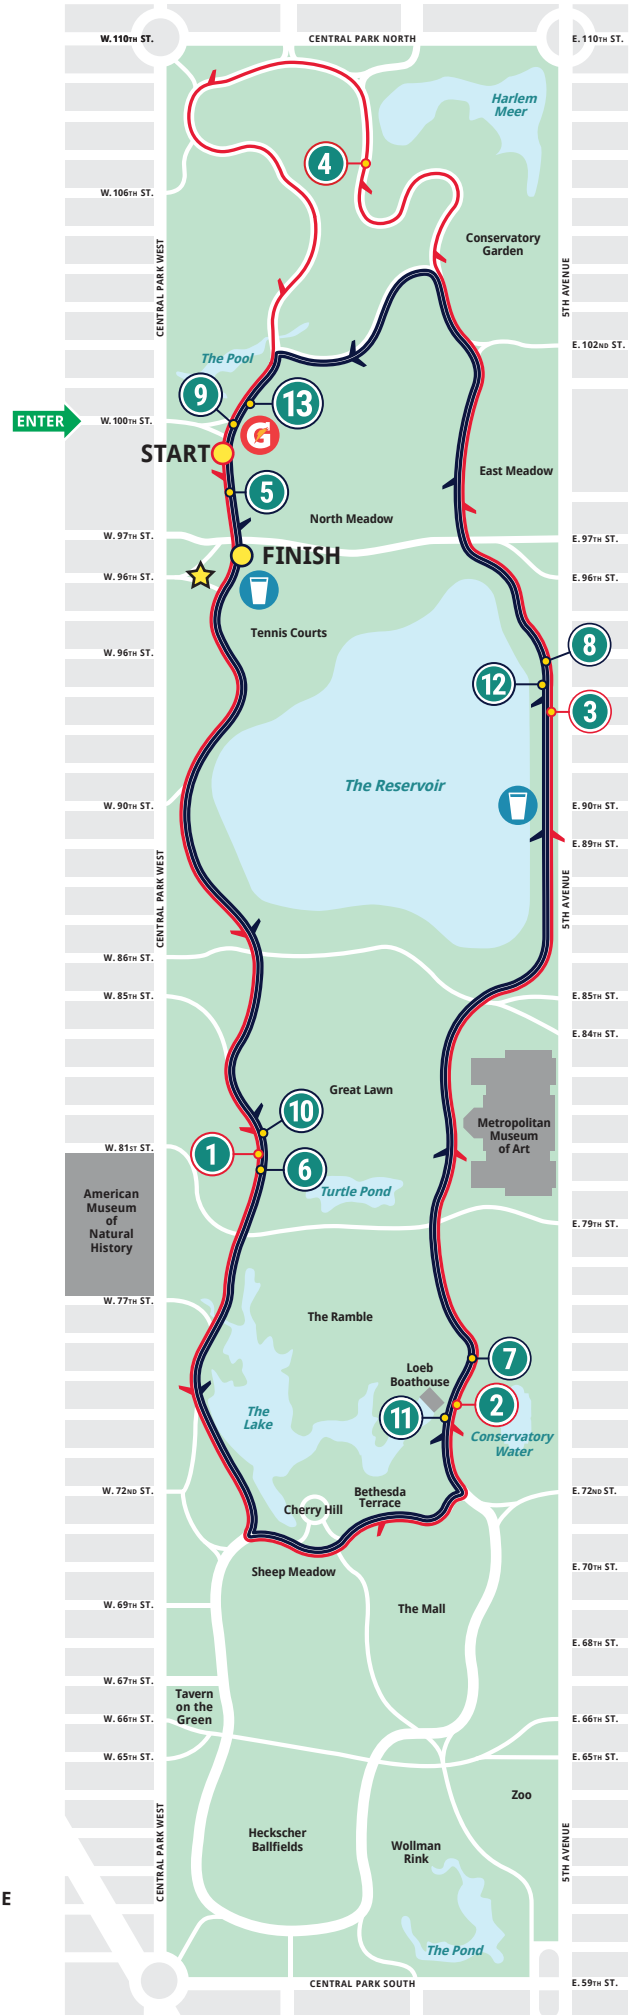 W. 110TH ST.
CENTRAL PARK NORTH
E. 110TH ST.
Harlem
Meer
4
W. 106TH ST.
CENTRAL PARK WEST
Conservatory
Garden
5TH AVENUE
E. 102ND ST.
The Pool
9
13
ENTER
W. 100TH ST.
G
START
East Meadow
5
North Meadow
W. 97TH ST.
E. 97TH ST.
FINISH
W. 96TH ST.
E. 96TH ST.
Tennis Courts
8
W. 96TH ST.
12
3
The Reservoir
W. 90TH ST.
E. 90TH ST.
E. 89TH ST.
CENTRAL PARK WEST
5TH AVENUE
W. 86TH ST.
W. 85TH ST.
E. 85TH ST.
E. 84TH ST.
Great Lawn
10
Metropolitan
Museum
of Art
W. 81ST ST.
1
6
Turtle Pond
American
Museum
of
Natural
History
E. 79TH ST.
W. 77TH ST.
The Ramble
7
Loeb
Boathouse
2
11
The
Lake
Conservatory
Water
W. 72ND ST.
Bethesda
Terrace
E. 72ND ST.
Cherry Hill
Sheep Meadow
E. 70TH ST.
W. 69TH ST.
The Mall
E. 68TH ST.
W. 67TH ST.
Tavern
on the
Green
W. 66TH ST.
E. 66TH ST.
W. 65TH ST.
E. 65TH ST.
Zoo
CENTRAL PARK WEST
Heckscher
Ballfields
Wollman
Rink
5TH AVENUE
E
The Pond
CENTRAL PARK SOUTH
E. 59TH ST.